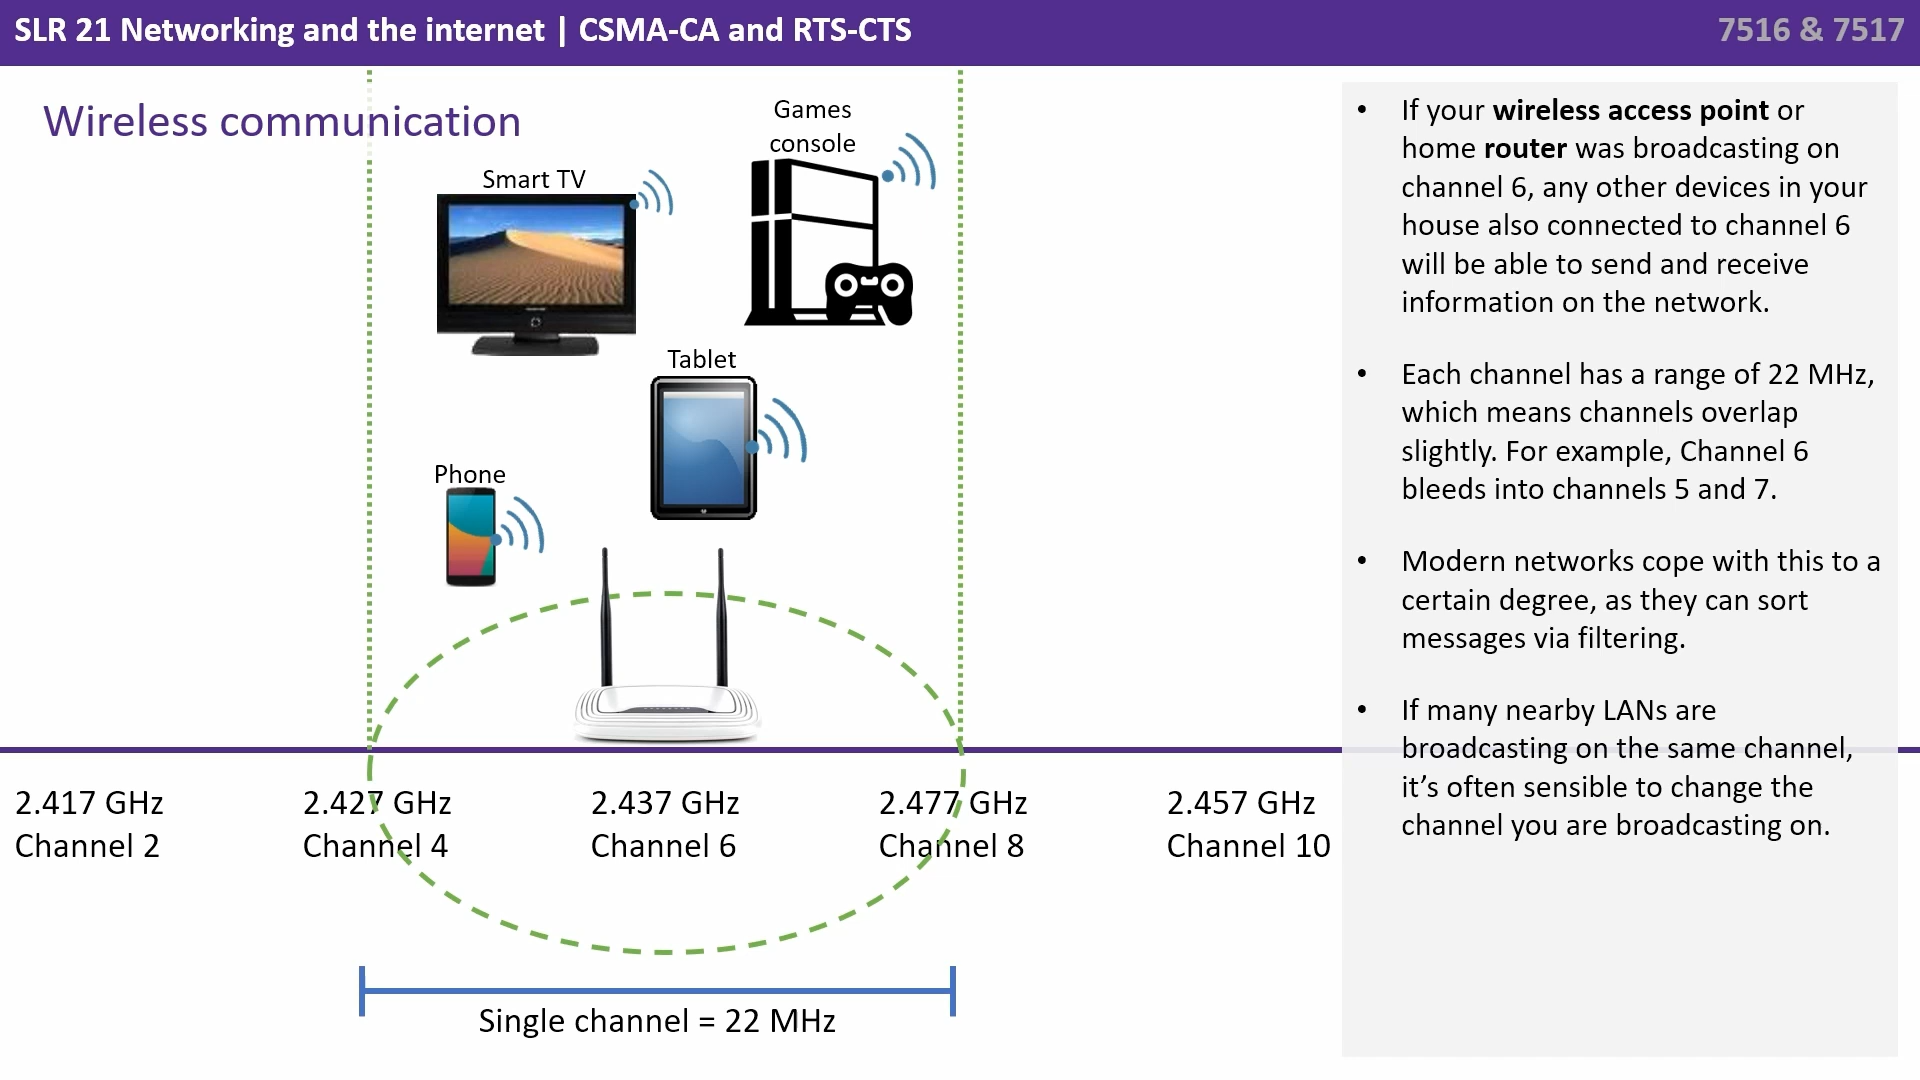 SLR 21 Networking and the internet | CSMA-CA and RTS-CTS
7516 & 7517
Wireless communication
Games
console
Smart TV
Tablet
Phone
2.417 GHz
Channel 2
2.427 GHz
Channel 4
2.437 GHz
Channel 6
2.477 GHz
Channel 8
2.457 GHz
Channel 10
Single channel = 22 MHz
• If your wireless access point or
home router was broadcasting on
channel 6, any other devices in your
house also connected to channel 6
will be able to send and receive
information on the network.
• Each channel has a range of 22 MHz,
which means channels overlap
slightly. For example, Channel 6
bleeds into channels 5 and 7.
• Modern networks cope with this to a
certain degree, as they can sort
messages via filtering.
• If many nearby LANs are
broadcasting on the same channel,
it’s often sensible to change the
channel you are broadcasting on.